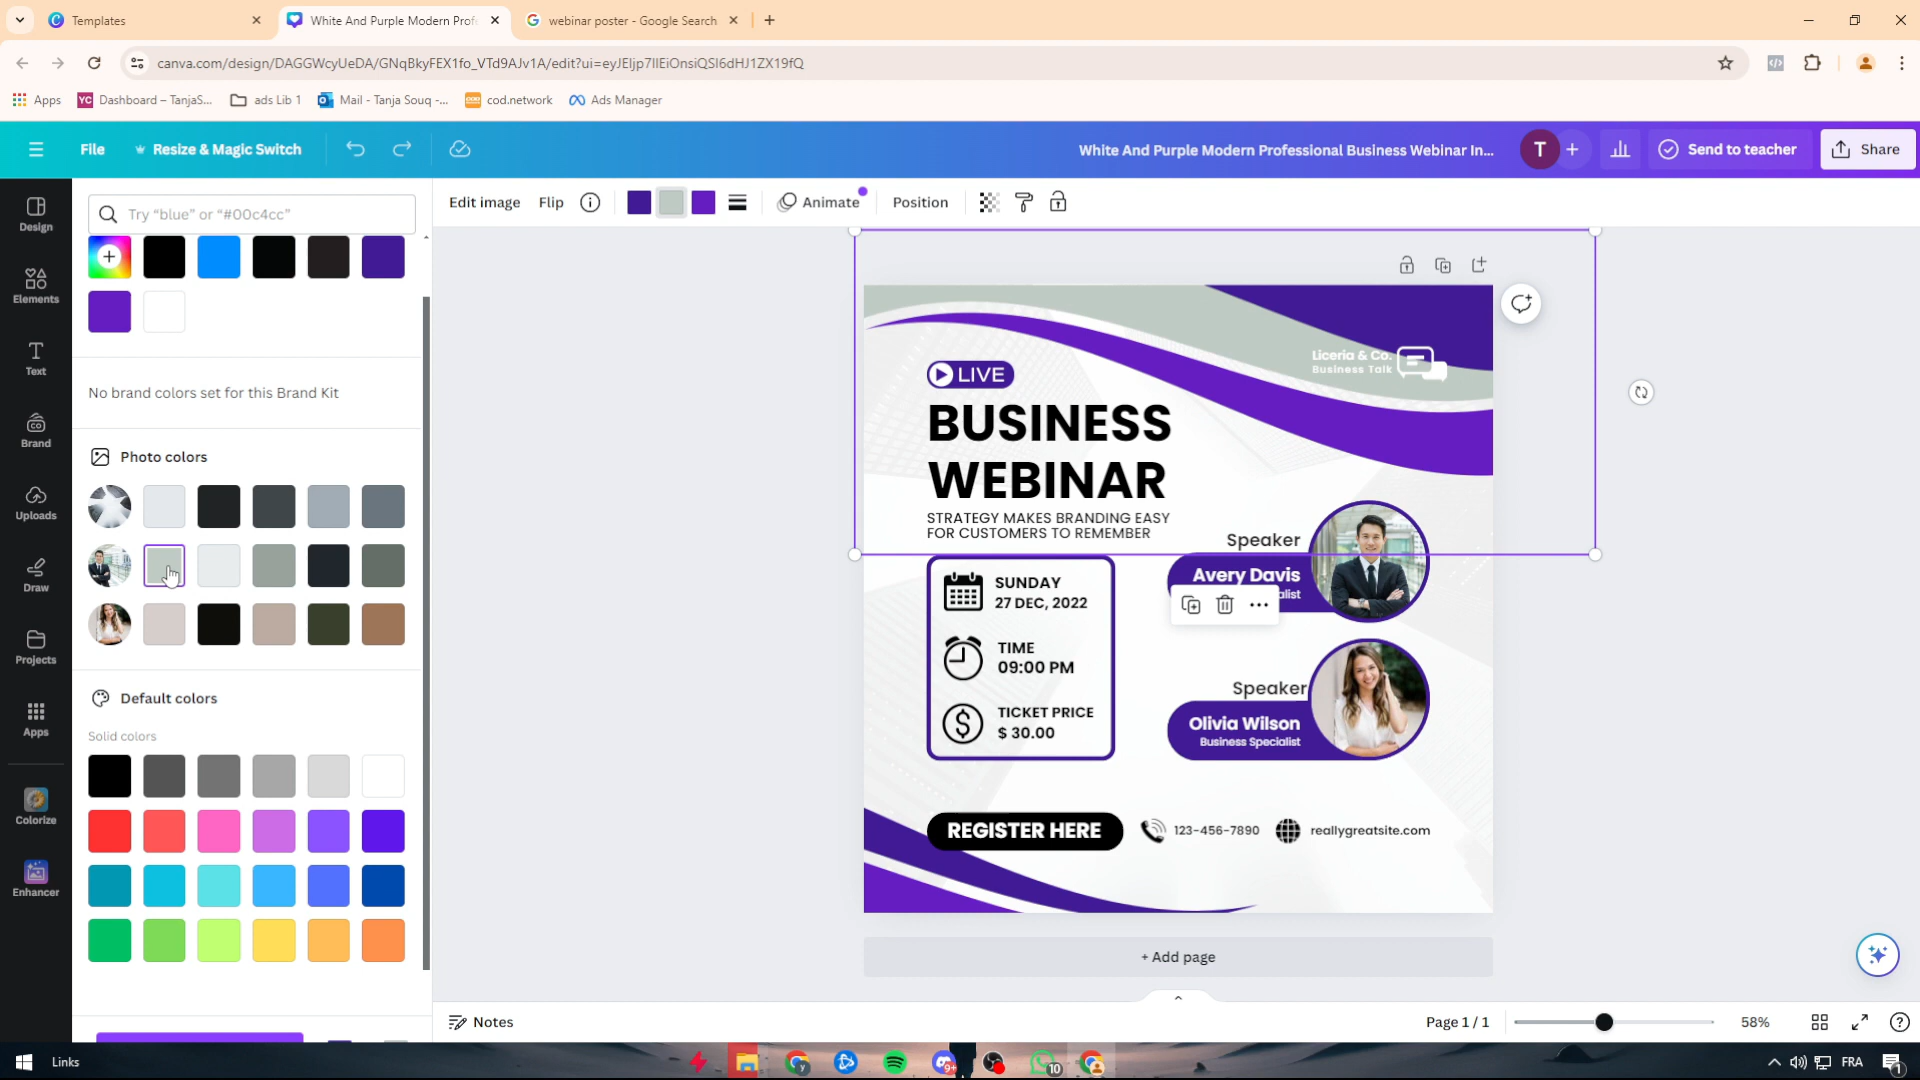 Templates
White And Purple Modern Prof
webinar poster - Google Search
canva.com/design/DAGGWcyUeDA/GNqBkyFEX1fo_VTd9AJv1A/edit?ui=eyJEIjp7IlEiOnsiQSI6dHJ1ZX19fQ
Apps
Dashboard – TanjaS...
ads Lib 1
Mail - Tanja Souq -...
cod.network
Ads Manager
File
Resize & Magic Switch
White And Purple Modern Professional Business Webinar In...
T
Send to teacher
Share
Design
Elements
Text
Brand
Uploads
Draw
Projects
Apps
Colorize
Enhancer
Try “blue” or “#00c4cc”
No brand colors set for this Brand Kit
Photo colors
Default colors
Solid colors
Edit image
Flip
Animate
Position
Liceria & Co.
Business Talk
LIVE
BUSINESS
WEBINAR
STRATEGY MAKES BRANDING EASY
FOR CUSTOMERS TO REMEMBER
SUNDAY
27 DEC, 2022
TIME
09:00 PM
TICKET PRICE
$ 30.00
Speaker
Avery Davis
alist
Speaker
Olivia Wilson
Business Specialist
REGISTER HERE
123-456-7890
reallygreatsite.com
+ Add page
Notes
Page 1 / 1
58%
Links
9+
10
FRA
1